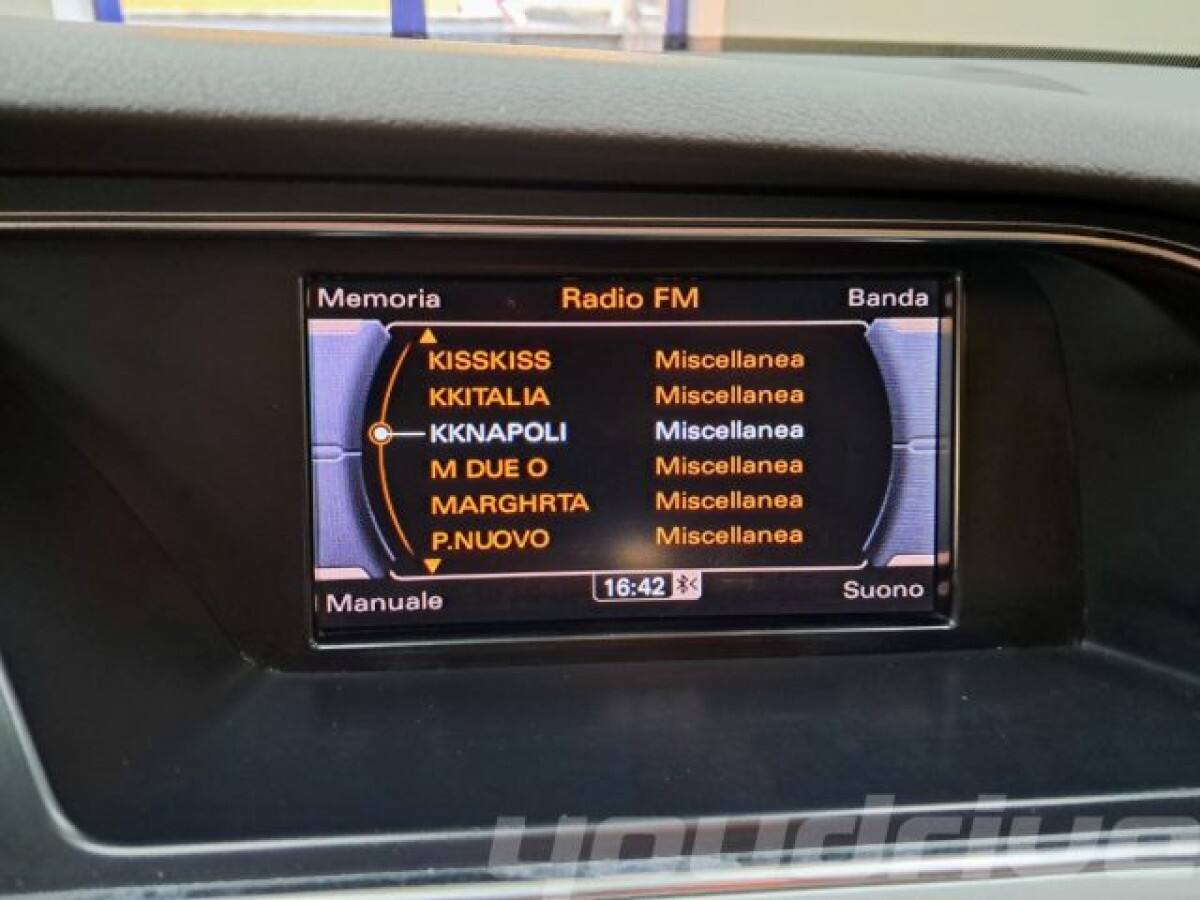 Memoria Radio FM Banda
KISSKISS Miscellanea
KKITALIA Miscellanea
KKNAPOLI Miscellanea
M DUE O Miscellanea
MARGHRTA Miscellanea
P.NUOVO Miscellanea
Manuale 16:42 Suono
youdrive